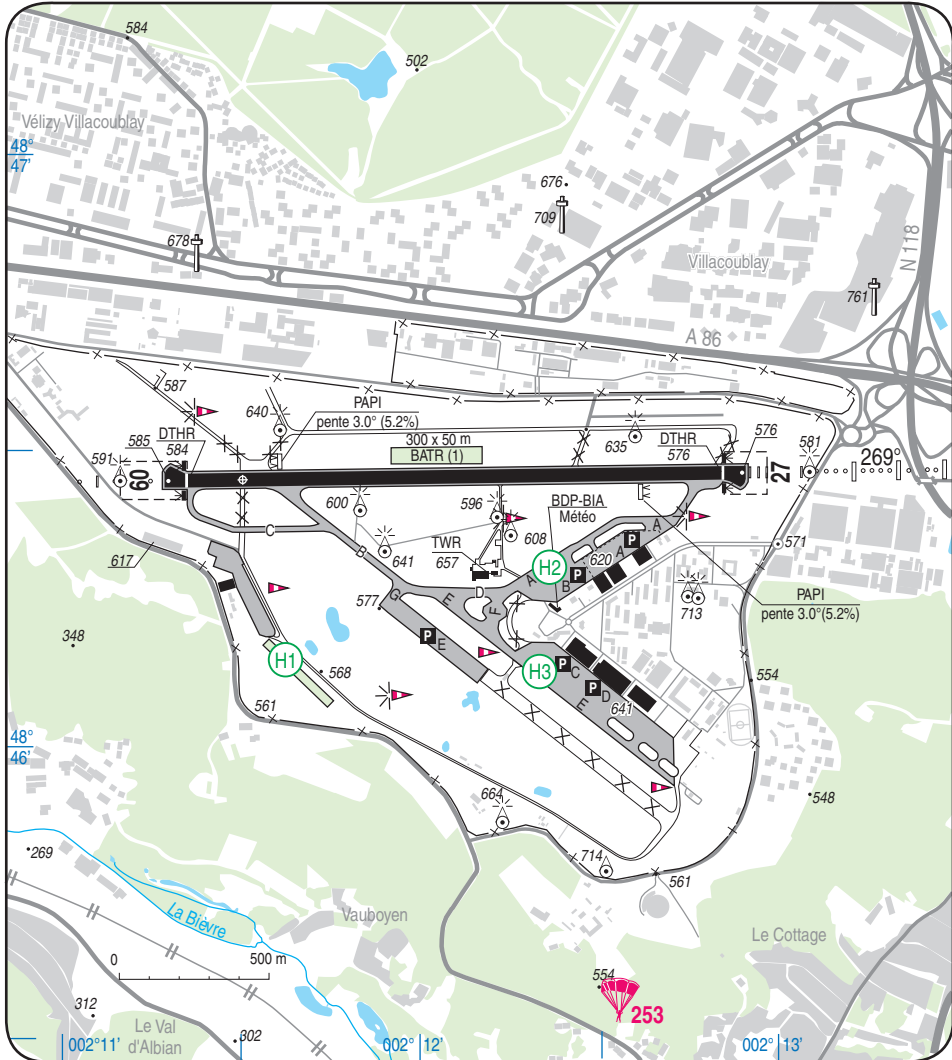 584
502
Vélizy Villacoublay
48°
47'
676
709
678
N 118
Villacoublay
761
A 86
587
640
PAPI
pente 3.0° (5.2%)
635
300 x 50 m
BATR (1)
DTHR
585
584
DTHR
576
576
581
591
09
27
269°
600
596
608
BDP-BIA
Météo
C
B
641
TWR
657
A
P
A
620
571
617
H2
P
A
B
D
G
E
F
577
713
PAPI
pente 3.0°(5.2%)
348
P
E
H1
568
H3
P
C
P
D
E
641
554
561
48°
46'
664
548
714
561
269
La Bièvre
Vauboyen
Le Cottage
0
500 m
554
253
312
Le Val
d'Albian
302
002°11'
002° 12'
002° 13'